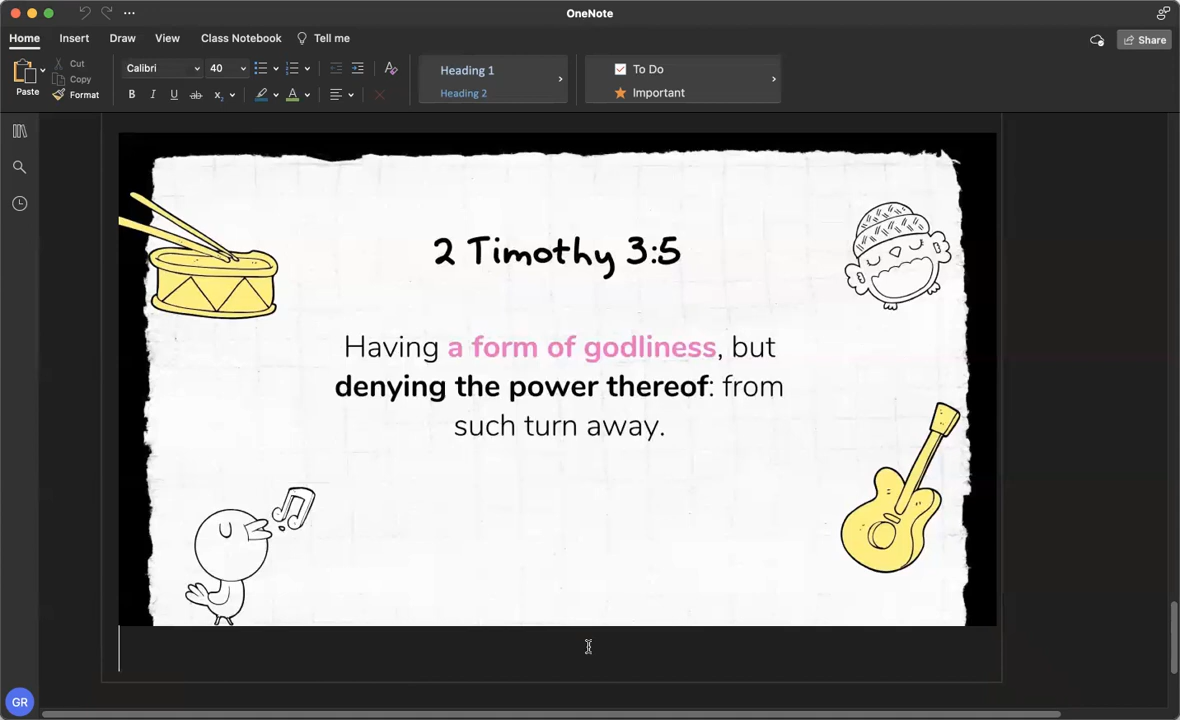 OneNote
Home Insert Draw View Class Notebook Tell me
Share
Paste
Cut
Copy
Format
Calibri 40
B I U ab x₂ A
Heading 1
Heading 2
To Do
Important
2 Timothy 3:5
Having a form of godliness, but
denying the power thereof: from
such turn away.
GR